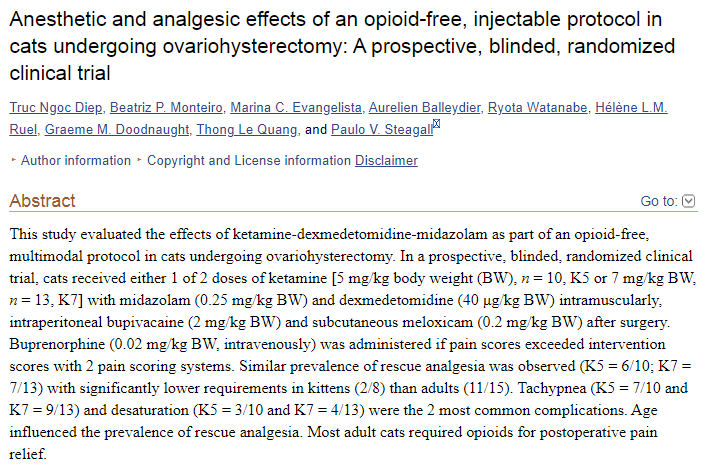 Anesthetic and analgesic effects of an opioid-free, injectable protocol in
cats undergoing ovariohysterectomy: A prospective, blinded, randomized
clinical trial
Truc Ngoc Diep, Beatriz P. Monteiro, Marina C. Evangelista, Aurelien Balleydier, Ryota Watanabe, Hélène L.M.
Ruel, Graeme M. Doodnaught, Thong Le Quang, and Paulo V. Steagall
Author information Copyright and License information Disclaimer
Abstract Go to:
This study evaluated the effects of ketamine-dexmedetomidine-midazolam as part of an opioid-free,
multimodal protocol in cats undergoing ovariohysterectomy. In a prospective, blinded, randomized clinical
trial, cats received either 1 of 2 doses of ketamine [5 mg/kg body weight (BW), n = 10, K5 or 7 mg/kg BW,
n = 13, K7] with midazolam (0.25 mg/kg BW) and dexmedetomidine (40 μg/kg BW) intramuscularly,
intraperitoneal bupivacaine (2 mg/kg BW) and subcutaneous meloxicam (0.2 mg/kg BW) after surgery.
Buprenorphine (0.02 mg/kg BW, intravenously) was administered if pain scores exceeded intervention
scores with 2 pain scoring systems. Similar prevalence of rescue analgesia was observed (K5 = 6/10; K7 =
7/13) with significantly lower requirements in kittens (2/8) than adults (11/15). Tachypnea (K5 = 7/10 and
K7 = 9/13) and desaturation (K5 = 3/10 and K7 = 4/13) were the 2 most common complications. Age
influenced the prevalence of rescue analgesia. Most adult cats required opioids for postoperative pain
relief.